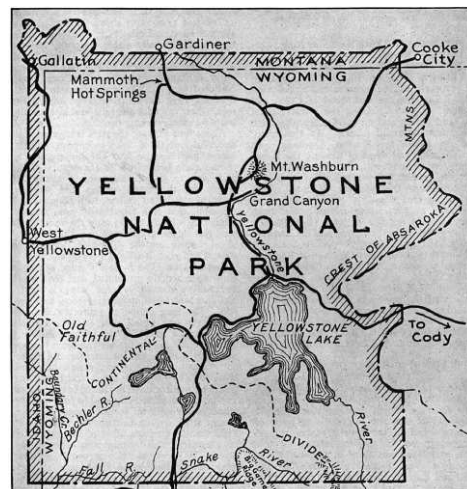 Gallatin
Gardiner
Cooke
City
MONTANA
WYOMING
Mammoth
Hot Springs
MTNS
Mt. Washburn
YELLOWSTONE
Grand Canyon
NATIONAL
West
Yellowstone
Yellowstone
PARK
CREST OF ABSAROKA
Old
Faithful
YELLOWSTONE
LAKE
To
Cody
CONTINENTAL
IDAHO
WYOMING
Boundary Cr.
Bechler R.
DIVIDE
River
Fall R.
Snake River